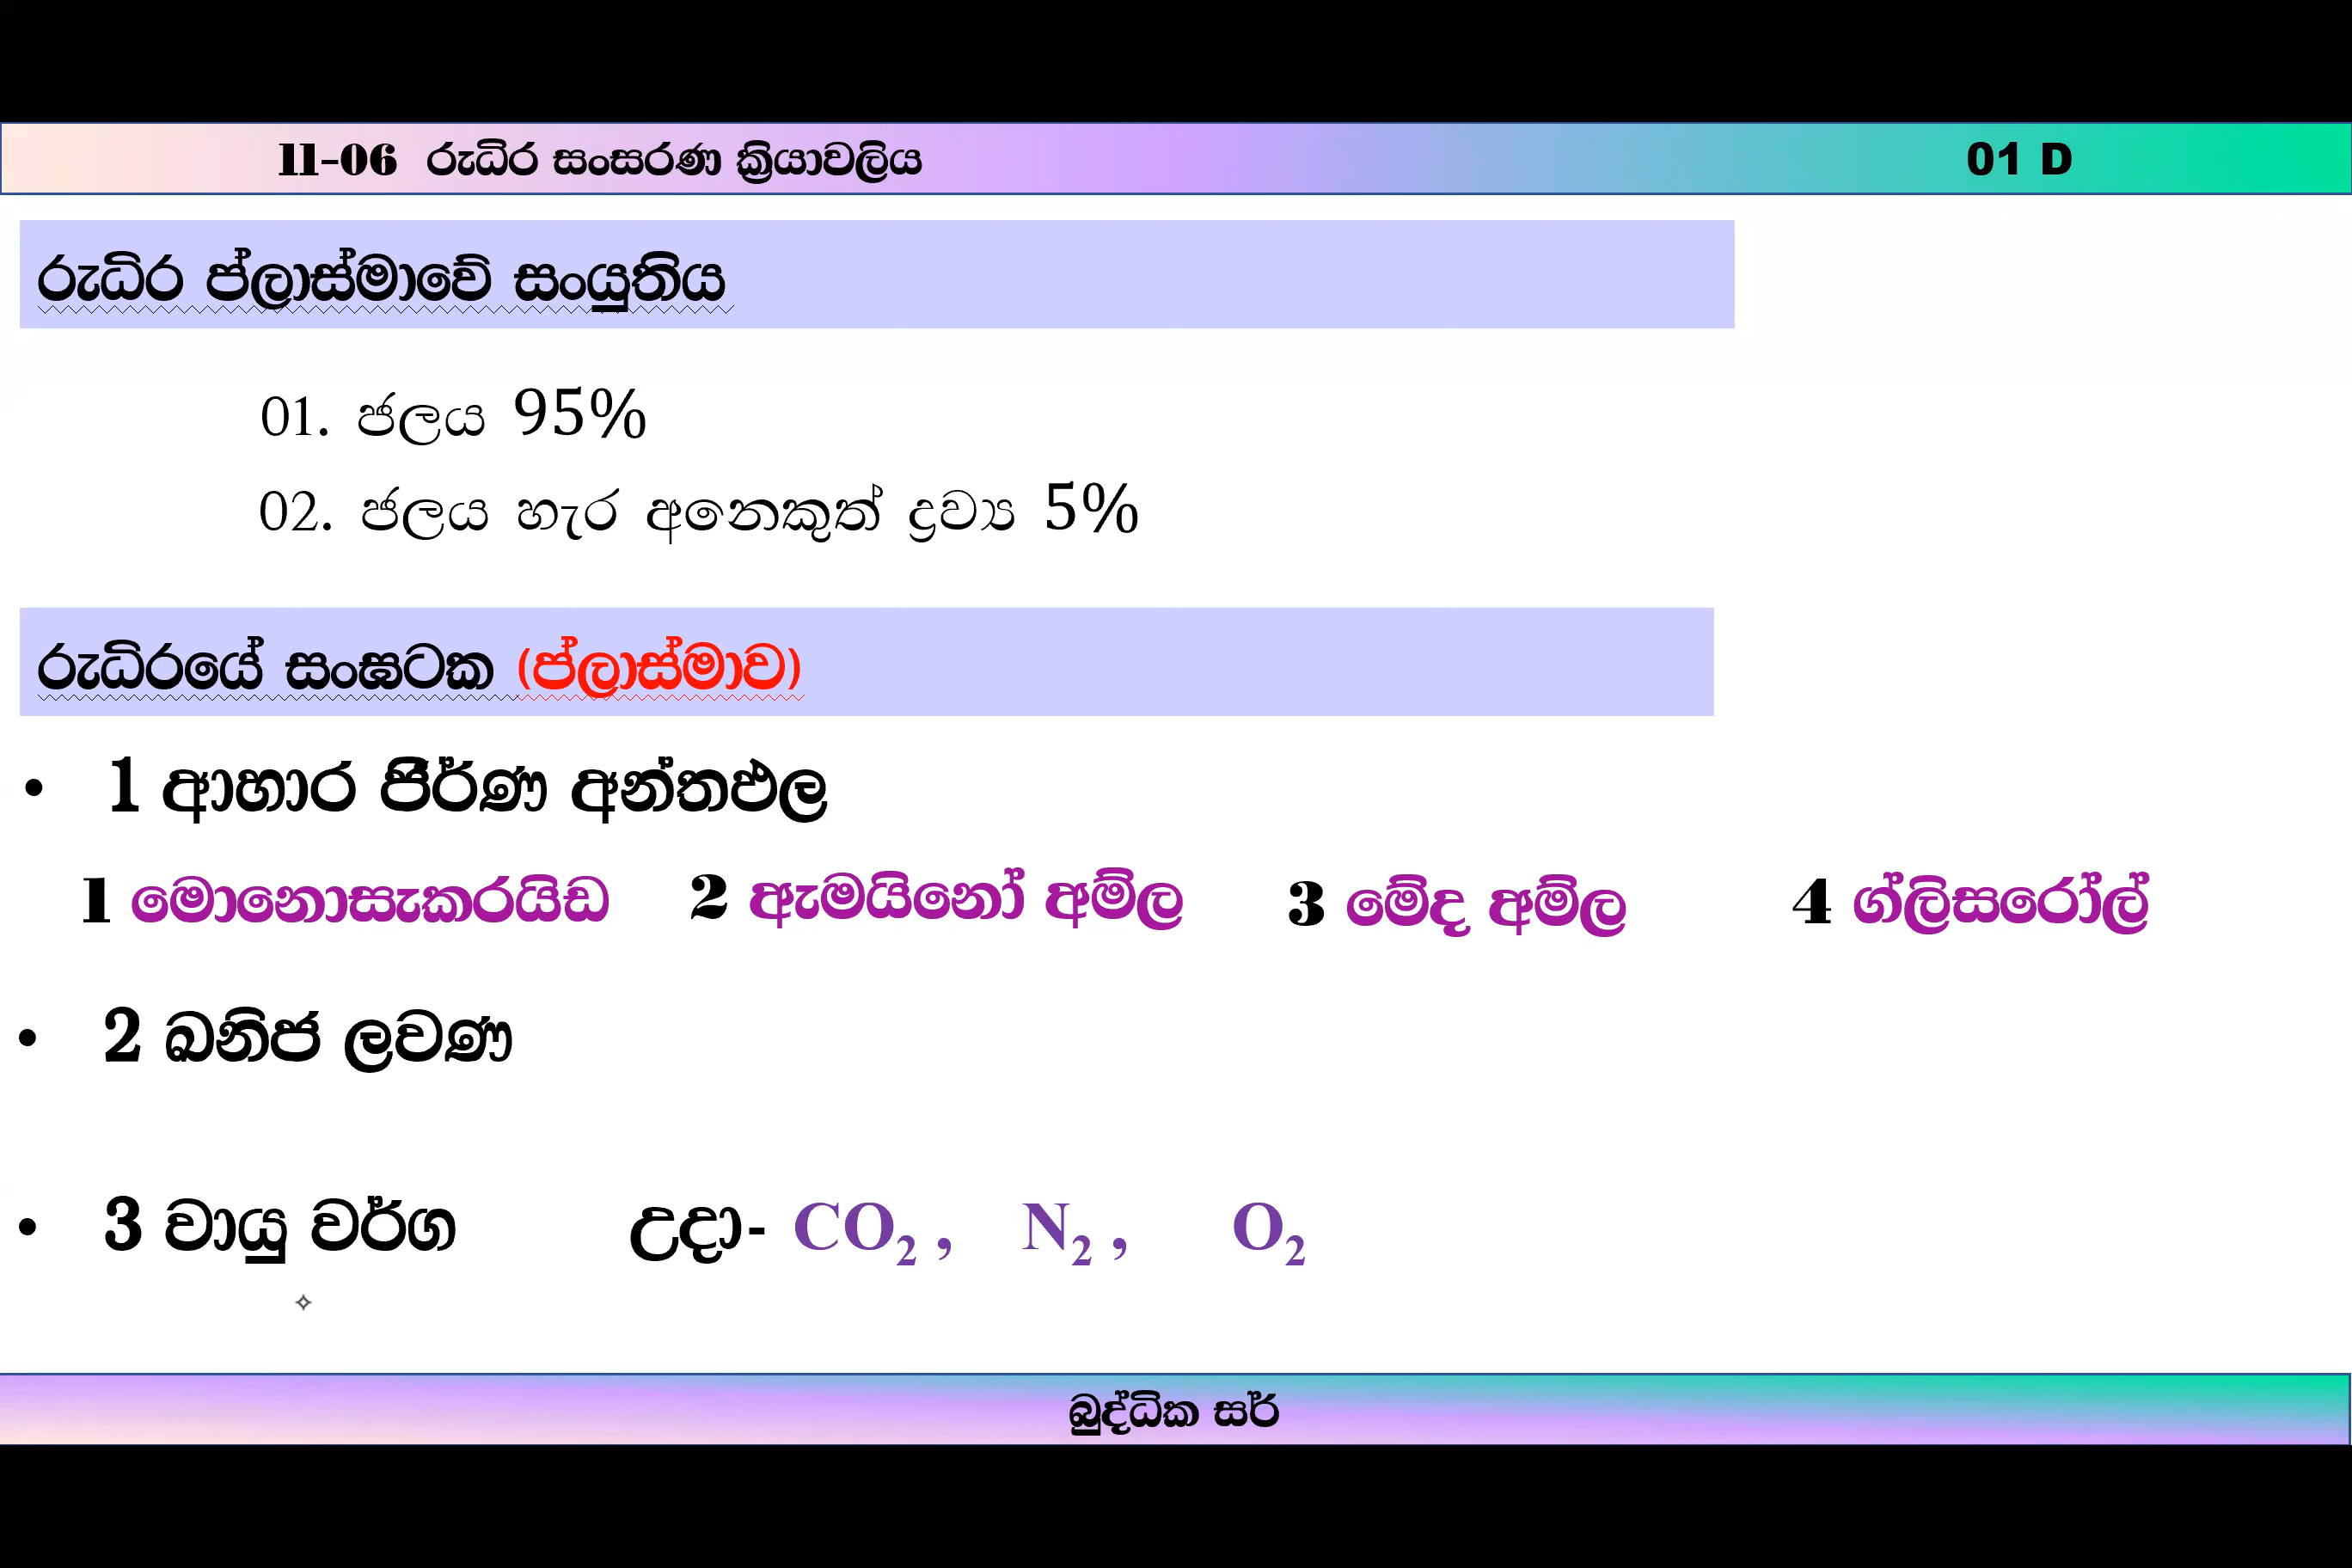 11-06 රුධිර සංසරණ ක්‍රියාවලිය 01 D
රුධිර ප්ලාස්මාවේ සංයුතිය
01. ජලය 95%
02. ජලය හැර අනෙකුත් ද්‍රව්‍ය 5%
රුධිරයේ සංඝටක (ප්ලාස්මාව)
• 1 ආහාර ජීර්ණ අන්තඵල
1 මොනොසැකරයිඩ 2 ඇමයිනෝ අම්ල 3 මේද අම්ල 4 ග්ලිසරෝල්
• 2 ඛනිජ ලවණ
• 3 වායු වර්ග උදා- CO₂ , N₂ , O₂
බුද්ධික සර්